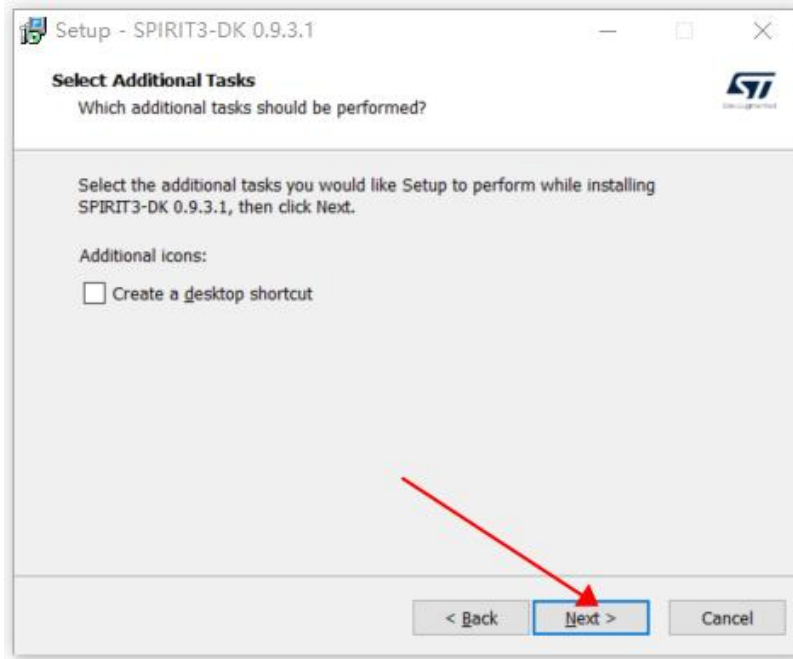 Setup - SPIRIT3-DK 0.9.3.1
Select Additional Tasks
Which additional tasks should be performed?
Select the additional tasks you would like Setup to perform while installing
SPIRIT3-DK 0.9.3.1, then click Next.
Additional icons:
Create a desktop shortcut
< Back
Next >
Cancel